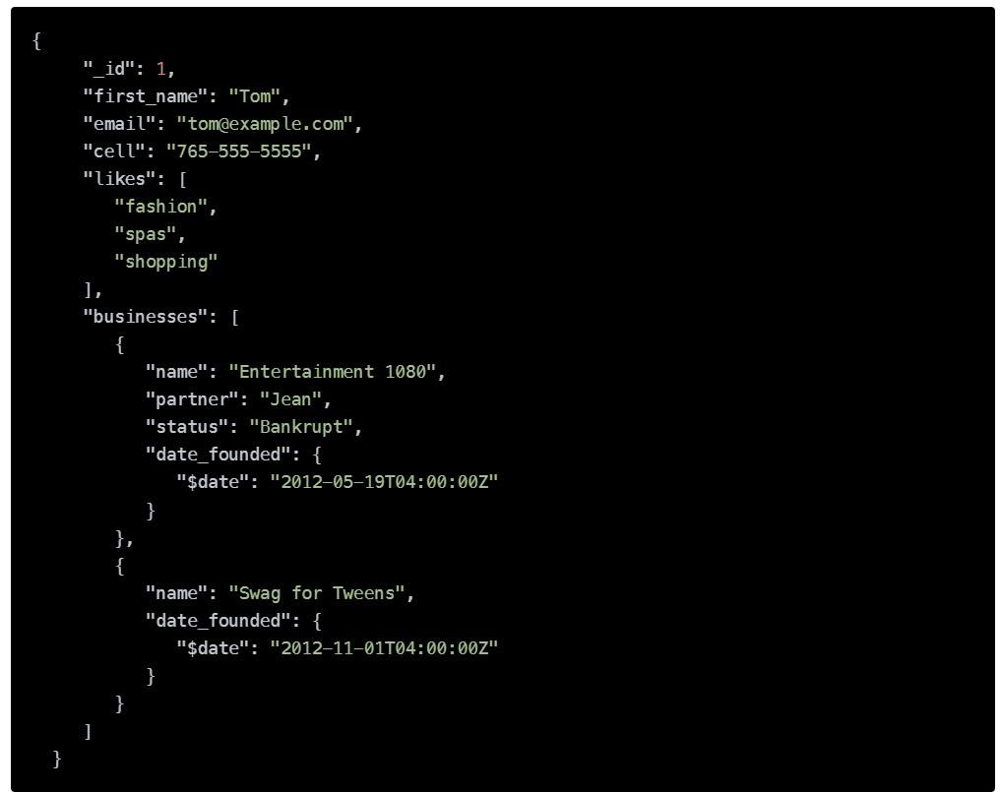 {
"_id": 1,
"first_name": "Tom",
"email": "tom@example.com",
"cell": "765-555-5555",
"likes": [
"fashion",
"spas",
"shopping"
],
"businesses": [
{
"name": "Entertainment 1080",
"partner": "Jean",
"status": "Bankrupt",
"date_founded": {
"$date": "2012-05-19T04:00:00Z"
}
},
{
"name": "Swag for Tweens",
"date_founded": {
"$date": "2012-11-01T04:00:00Z"
}
}
]
}